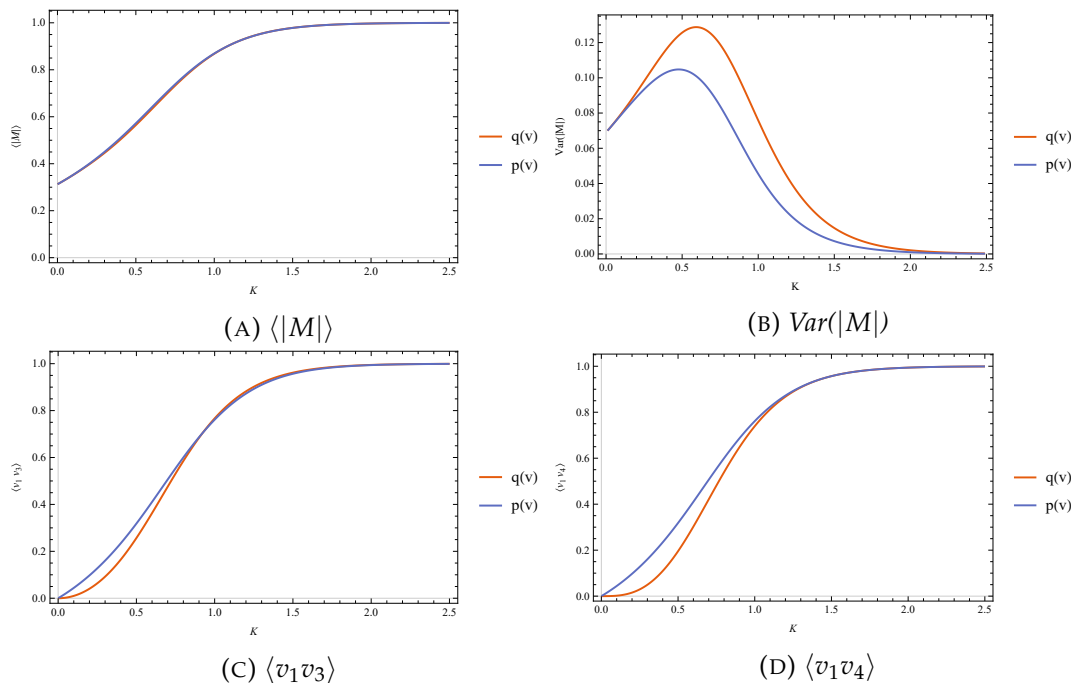 1.0
0.8
0.6
0.4
0.2
0.0
⟨|M|⟩
0.0 0.5 1.0 1.5 2.0 2.5
K
q(v)
p(v)
(A) ⟨|M|⟩
0.12
0.10
0.08
0.06
0.04
0.02
0.00
Var(|M|)
0.0 0.5 1.0 1.5 2.0 2.5
K
q(v)
p(v)
(B) Var(|M|)
1.0
0.8
0.6
0.4
0.2
0.0
⟨v₁ v₃⟩
0.0 0.5 1.0 1.5 2.0 2.5
K
q(v)
p(v)
(C) ⟨v₁v₃⟩
1.0
0.8
0.6
0.4
0.2
0.0
⟨v₁ v₄⟩
0.0 0.5 1.0 1.5 2.0 2.5
K
q(v)
p(v)
(D) ⟨v₁v₄⟩